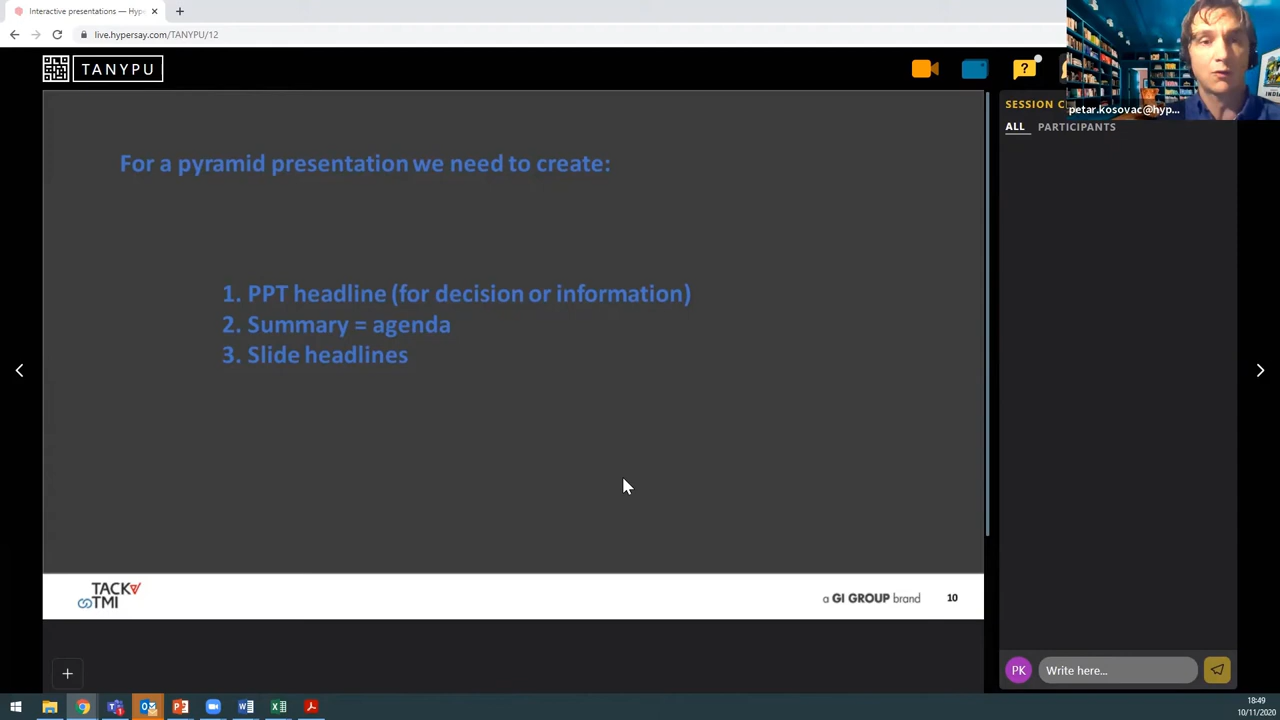 Interactive presentations — Hyp
live.hypersay.com/TANYPU/12
TANYPU
?
SESSION C
petar.kosovac@hyp...
ALL PARTICIPANTS
For a pyramid presentation we need to create:
1. PPT headline (for decision or information)
2. Summary = agenda
3. Slide headlines
TACK
TMI
a GI GROUP brand
10
PK
Write here...
18:49
10/11/2020